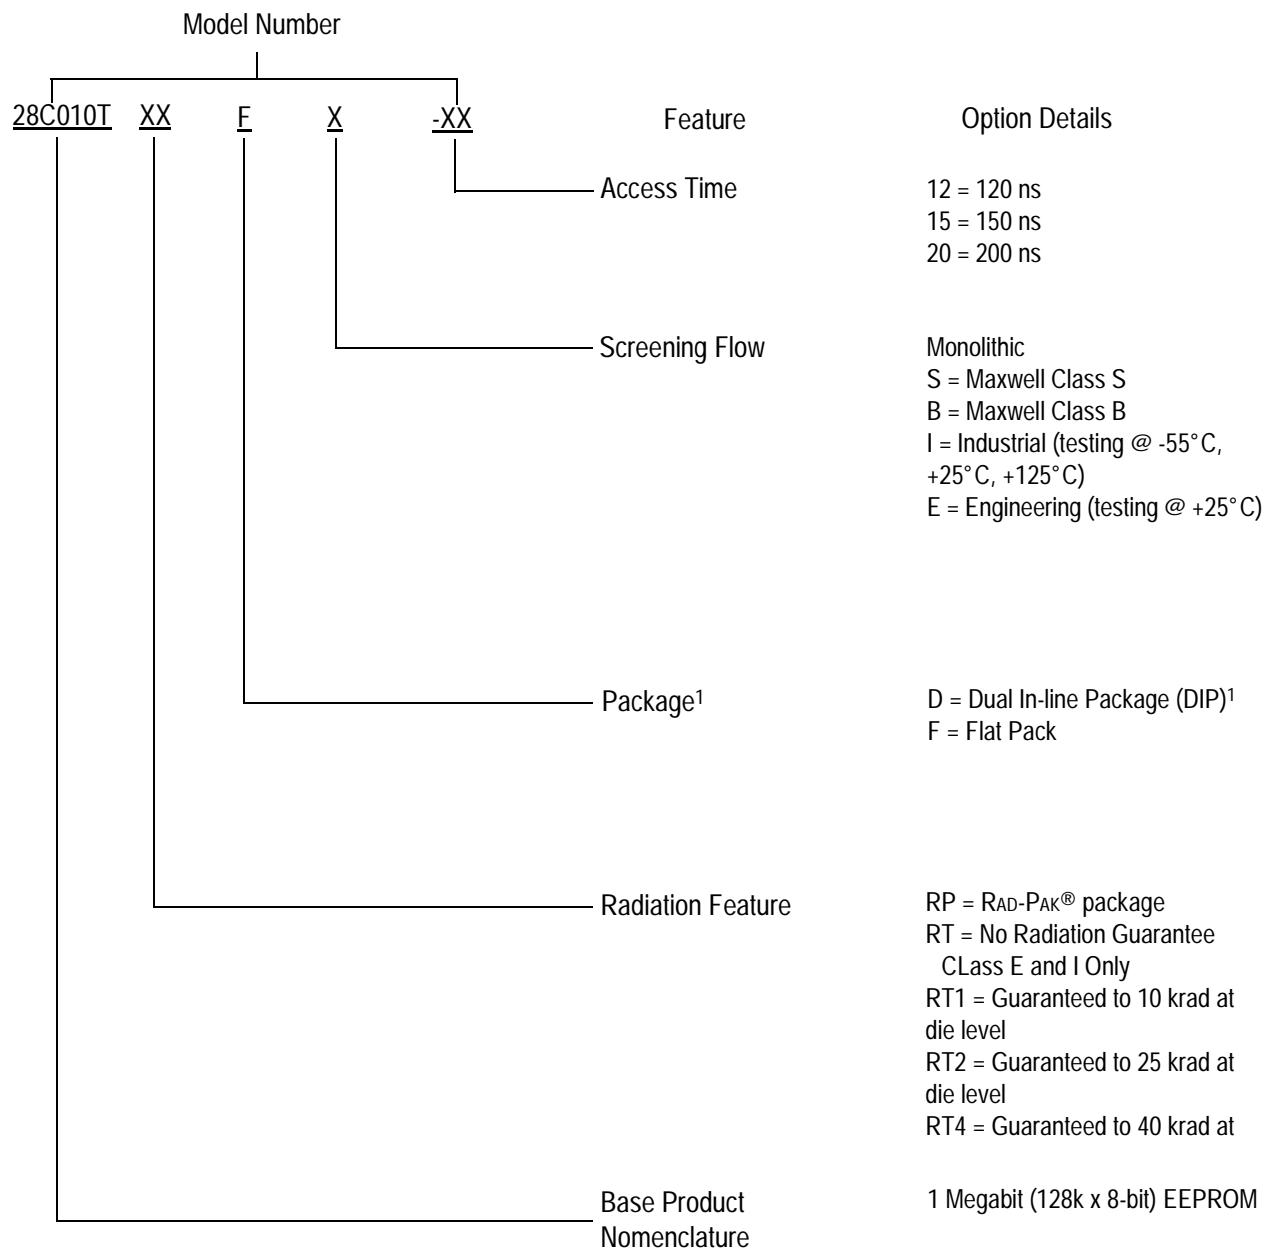 Model Number
28C010T XX F X -XX Feature Option Details
Access Time 12 = 120 ns
15 = 150 ns
20 = 200 ns
Screening Flow Monolithic
S = Maxwell Class S
B = Maxwell Class B
I = Industrial (testing @ -55°C,
+25°C, +125°C)
E = Engineering (testing @ +25°C)
Package1 D = Dual In-line Package (DIP)1
F = Flat Pack
Radiation Feature RP = RAD-PAK® package
RT = No Radiation Guarantee
CLass E and I Only
RT1 = Guaranteed to 10 krad at
die level
RT2 = Guaranteed to 25 krad at
die level
RT4 = Guaranteed to 40 krad at
Base Product 1 Megabit (128k x 8-bit) EEPROM
Nomenclature